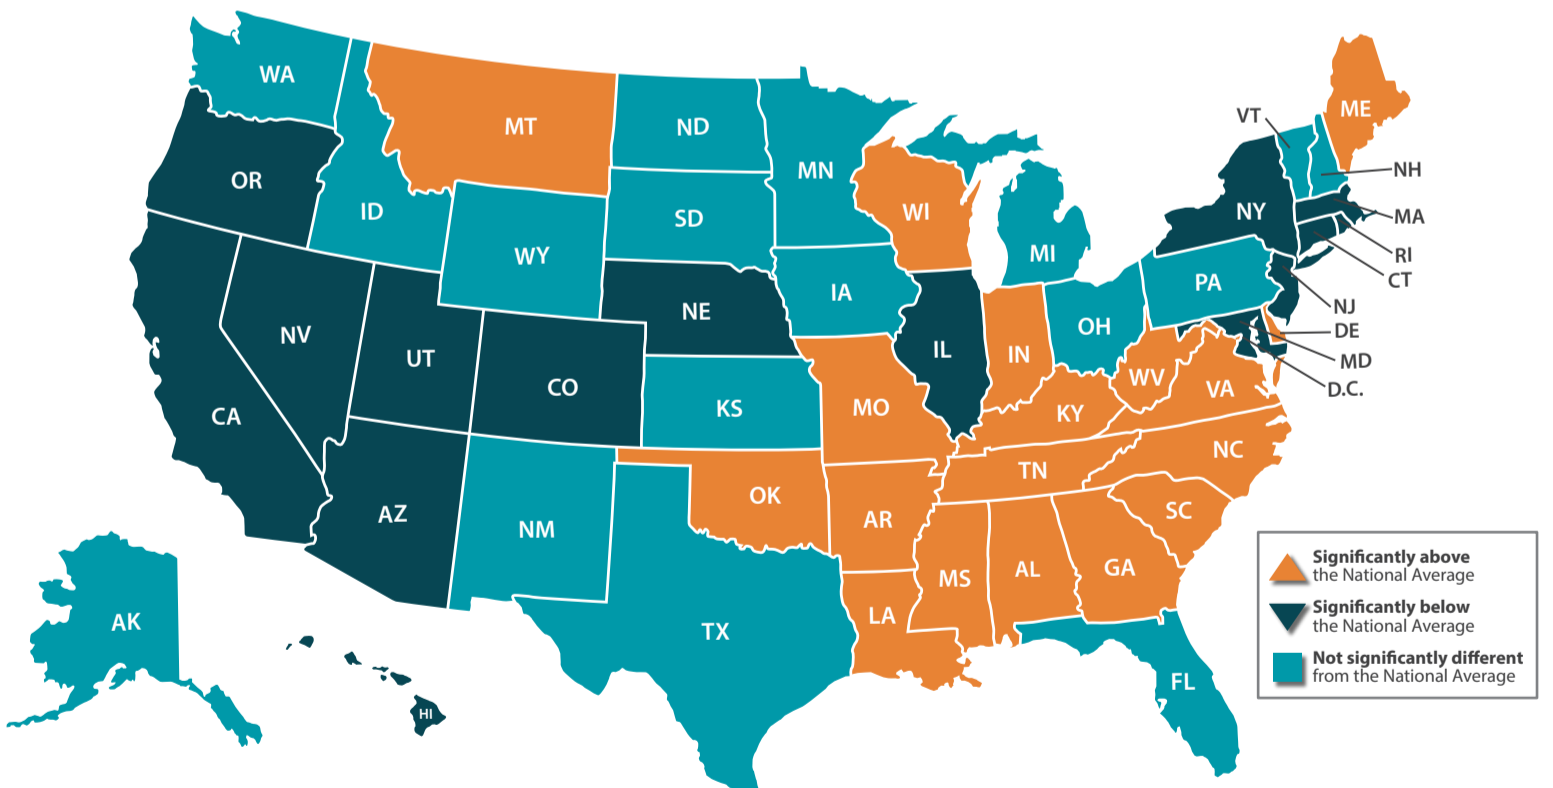 WA
MT
ME
ND
VT
OR
MN
NH
ID
SD
WI
NY
MA
WY
MI
RI
CT
IA
PA
NE
NJ
OH
DE
NV
UT
IL
IN
MD
CO
WV
VA
D.C.
CA
KS
MO
KY
NC
TN
OK
AZ
NM
AR
SC
MS
AL
GA
AK
TX
LA
FL
HI
Significantly above
the National Average
Significantly below
the National Average
Not significantly different
from the National Average